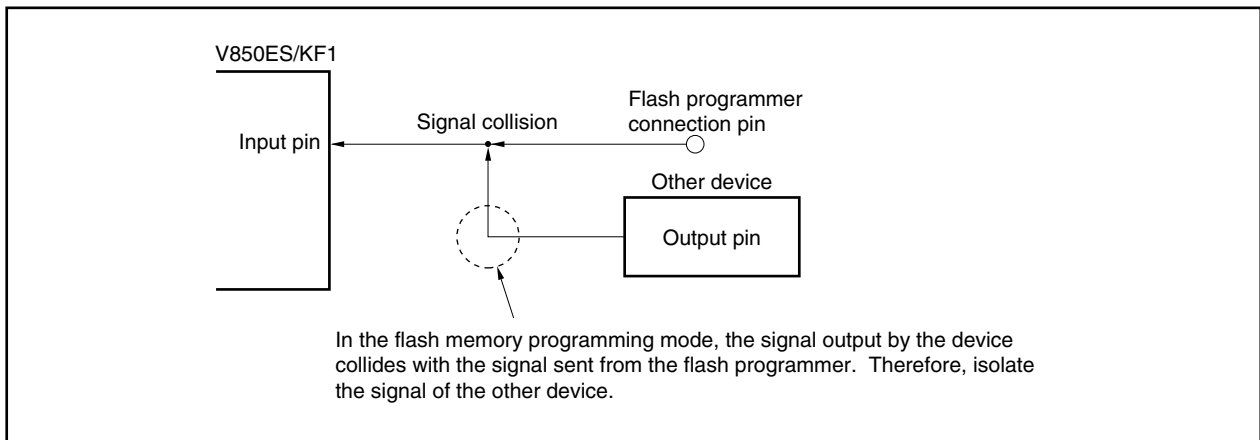 V850ES/KF1
Flash programmer
connection pin
Signal collision
Input pin
Other device
Output pin
In the flash memory programming mode, the signal output by the device
collides with the signal sent from the flash programmer.  Therefore, isolate
the signal of the other device.